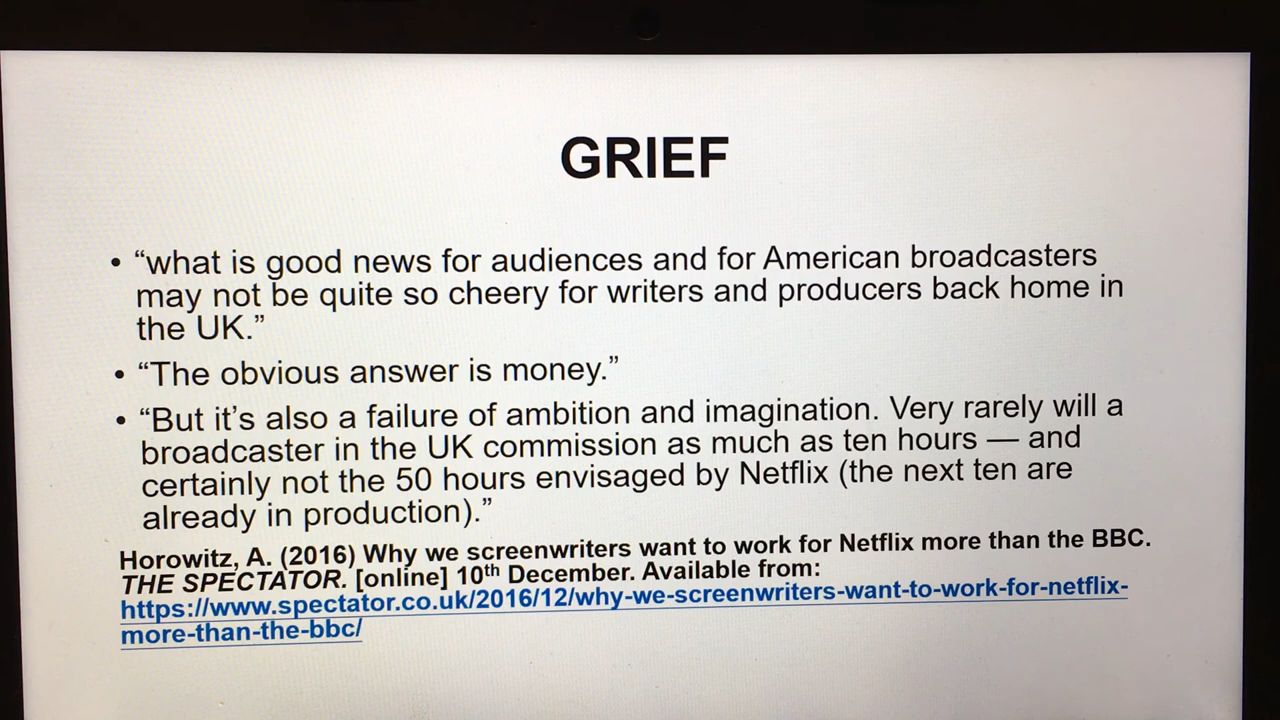 GRIEF
• “what is good news for audiences and for American broadcasters
may not be quite so cheery for writers and producers back home in
the UK.”
• “The obvious answer is money.”
• “But it’s also a failure of ambition and imagination. Very rarely will a
broadcaster in the UK commission as much as ten hours — and
certainly not the 50 hours envisaged by Netflix (the next ten are
already in production).”
Horowitz, A. (2016) Why we screenwriters want to work for Netflix more than the BBC.
THE SPECTATOR. [online] 10th December. Available from:
https://www.spectator.co.uk/2016/12/why-we-screenwriters-want-to-work-for-netflix-
more-than-the-bbc/